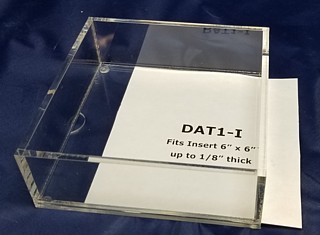 DAT1-I
Fits Insert 6" x 6"
up to 1/8" thick